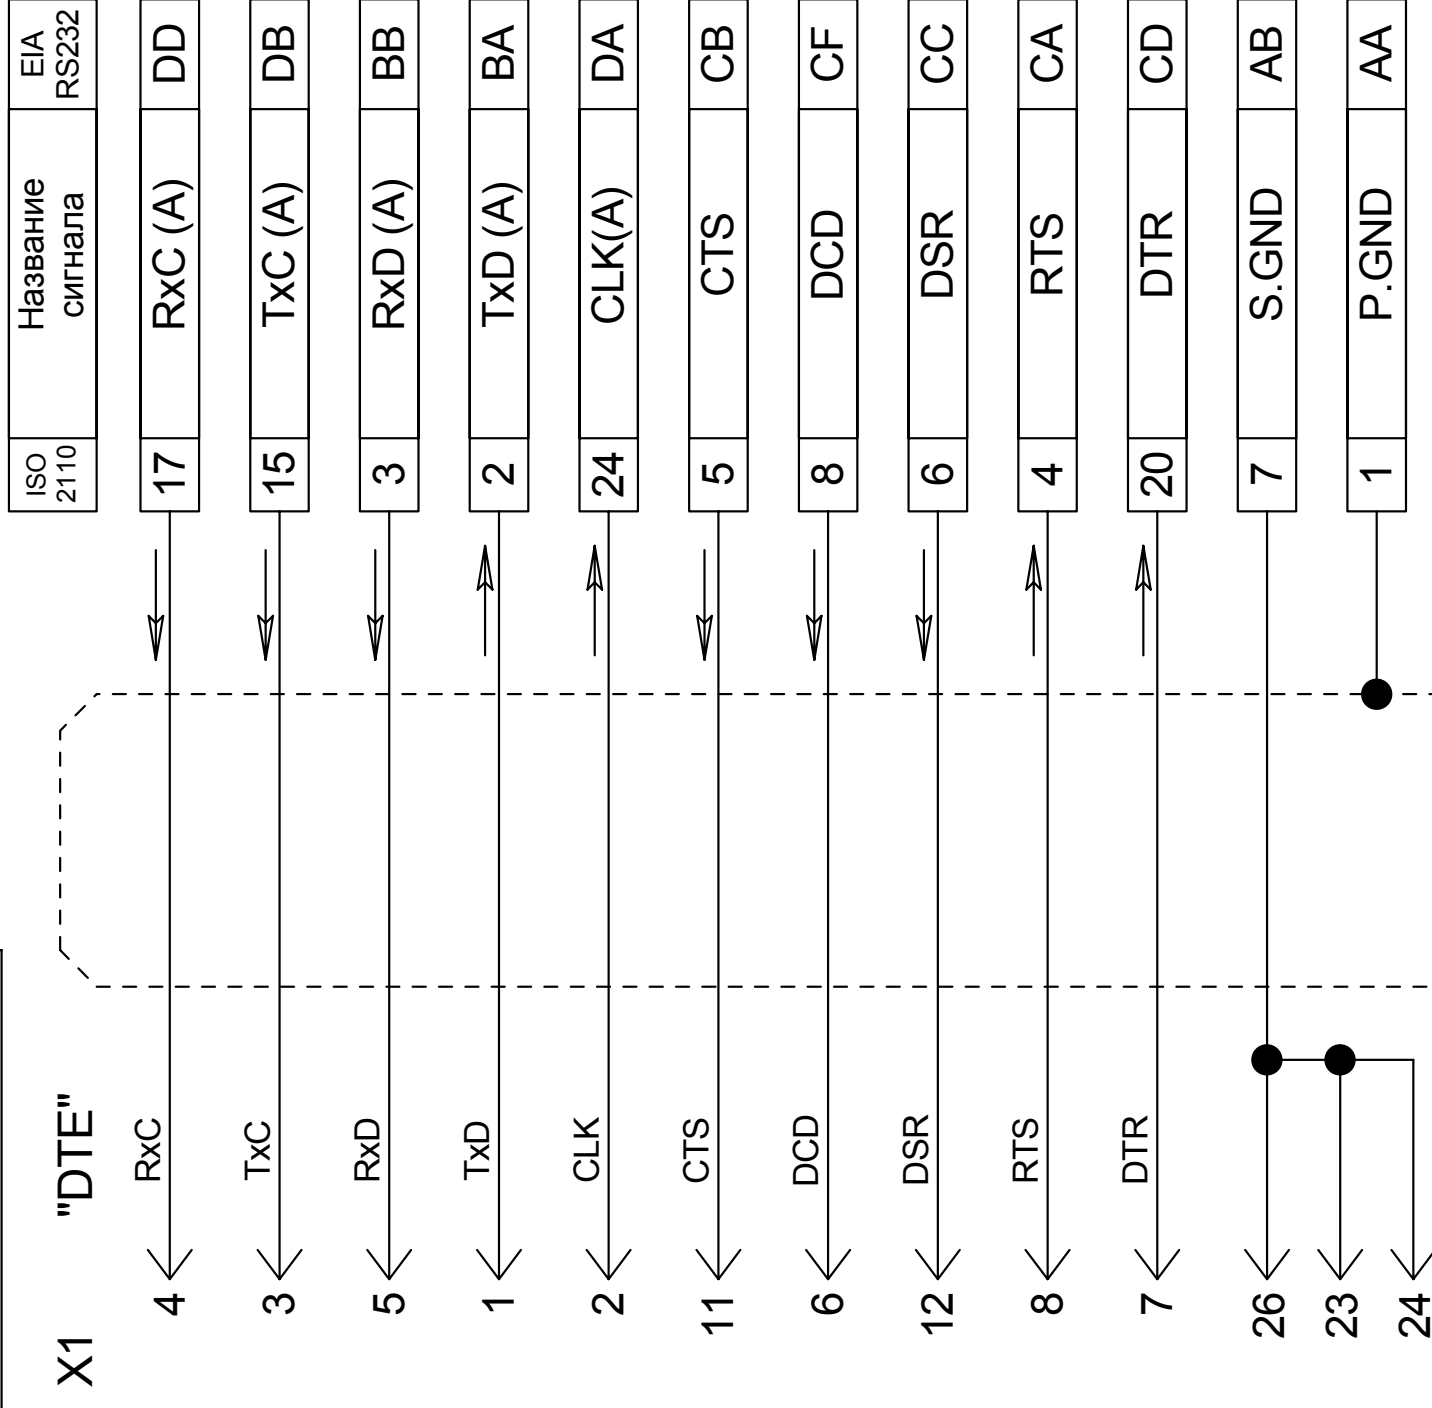 X1 "DTE" ISO 2110 Название сигнала EIA RS232
4 RxC 17 RxC (A) DD
3 TxC 15 TxC (A) DB
5 RxD 3 RxD (A) BB
1 TxD 2 TxD (A) BA
2 CLK 24 CLK(A) DA
11 CTS 5 CTS CB
6 DCD 8 DCD CF
12 DSR 6 DSR CC
8 RTS 4 RTS CA
7 DTR 20 DTR CD
26 7 S.GND AB
23
1 P.GND AA
24